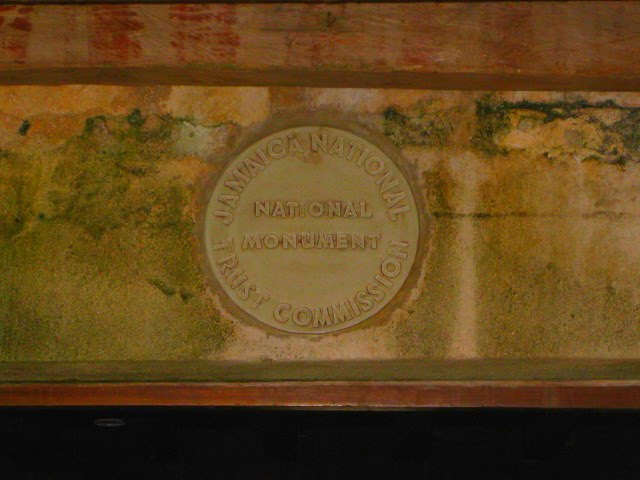 JAMAICA NATIONAL
TRUST COMMISSION
NATIONAL
MONUMENT